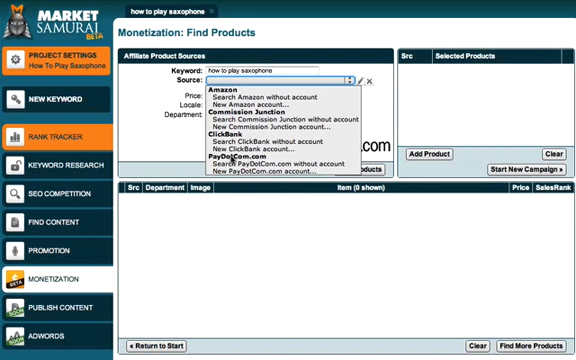 MARKET
SAMURAI
BETA
how to play saxophone
Monetization: Find Products
PROJECT SETTINGS
How To Play Saxophone
NEW KEYWORD
RANK TRACKER
KEYWORD RESEARCH
SEO COMPETITION
FIND CONTENT
PROMOTION
MONETIZATION
BETA
PUBLISH CONTENT
ADWORDS
Affiliate Product Sources
Keyword: how to play saxophone
Source:
Price:
Locale:
Department:
Amazon
Search Amazon without account
New Amazon account...
Commission Junction
Search Commission Junction without account
New Commission Junction account...
ClickBank
Search ClickBank without account
New ClickBank account...
PayDotCom.com
Search PayDotCom.com without account
New PayDotCom.com account...
.com
Src Selected Products
Add Product Clear
Start New Campaign »
Src Department Image Item (0 shown) Price SalesRank
« Return to Start Clear Find More Products